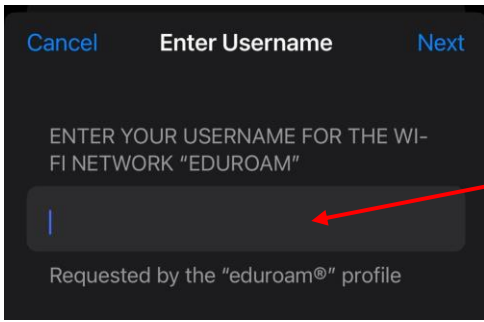 Cancel Enter Username Next
ENTER YOUR USERNAME FOR THE WI-
FI NETWORK “EDUROAM”
Requested by the “eduroam®” profile